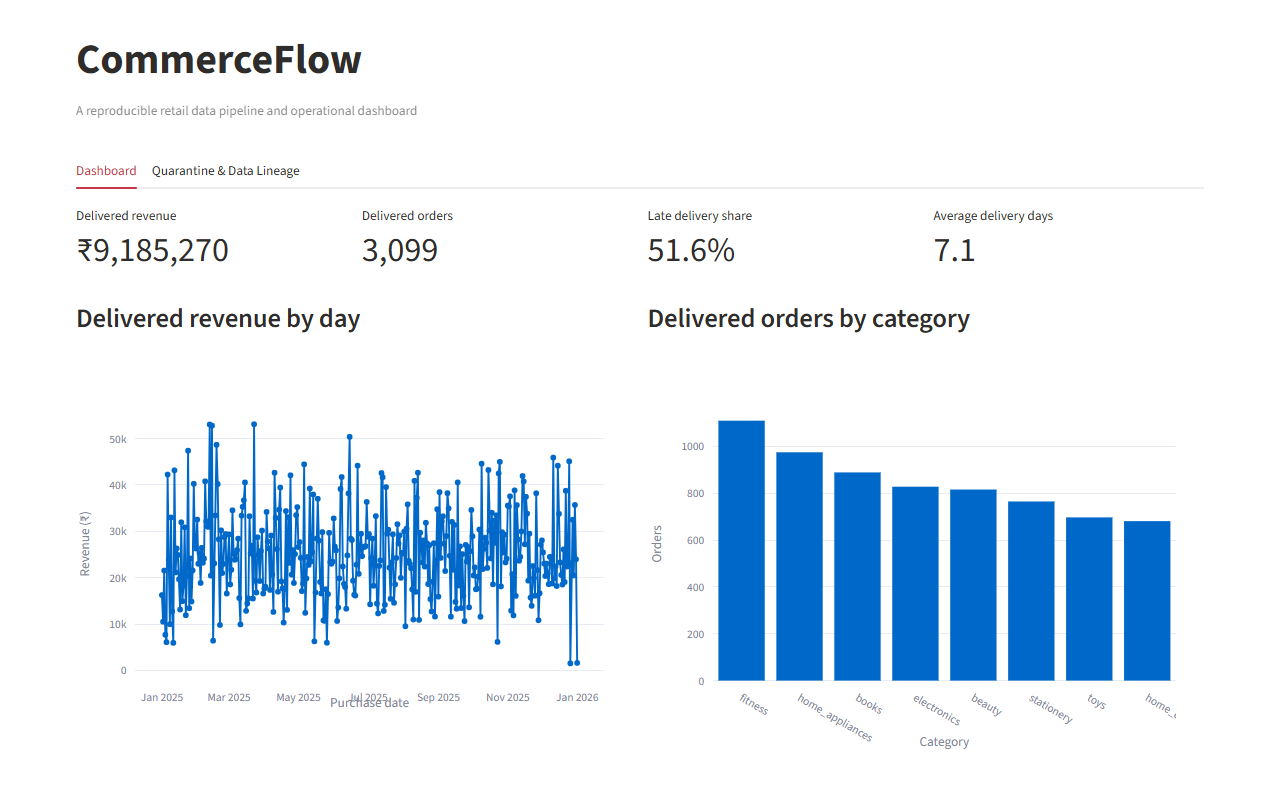 CommerceFlow
A reproducible retail data pipeline and operational dashboard
Dashboard Quarantine & Data Lineage
Delivered revenue Delivered orders Late delivery share Average delivery days
₹9,185,270 3,099 51.6% 7.1
Delivered revenue by day
Revenue (₹)
50k
40k
30k
20k
10k
0
Jan 2025 Mar 2025 May 2025 Jul 2025 Sep 2025 Nov 2025 Jan 2026
Purchase date
Delivered orders by category
Orders
1000
800
600
400
200
0
fitness
home_appliances
books
electronics
beauty
stationery
toys
home_
Category